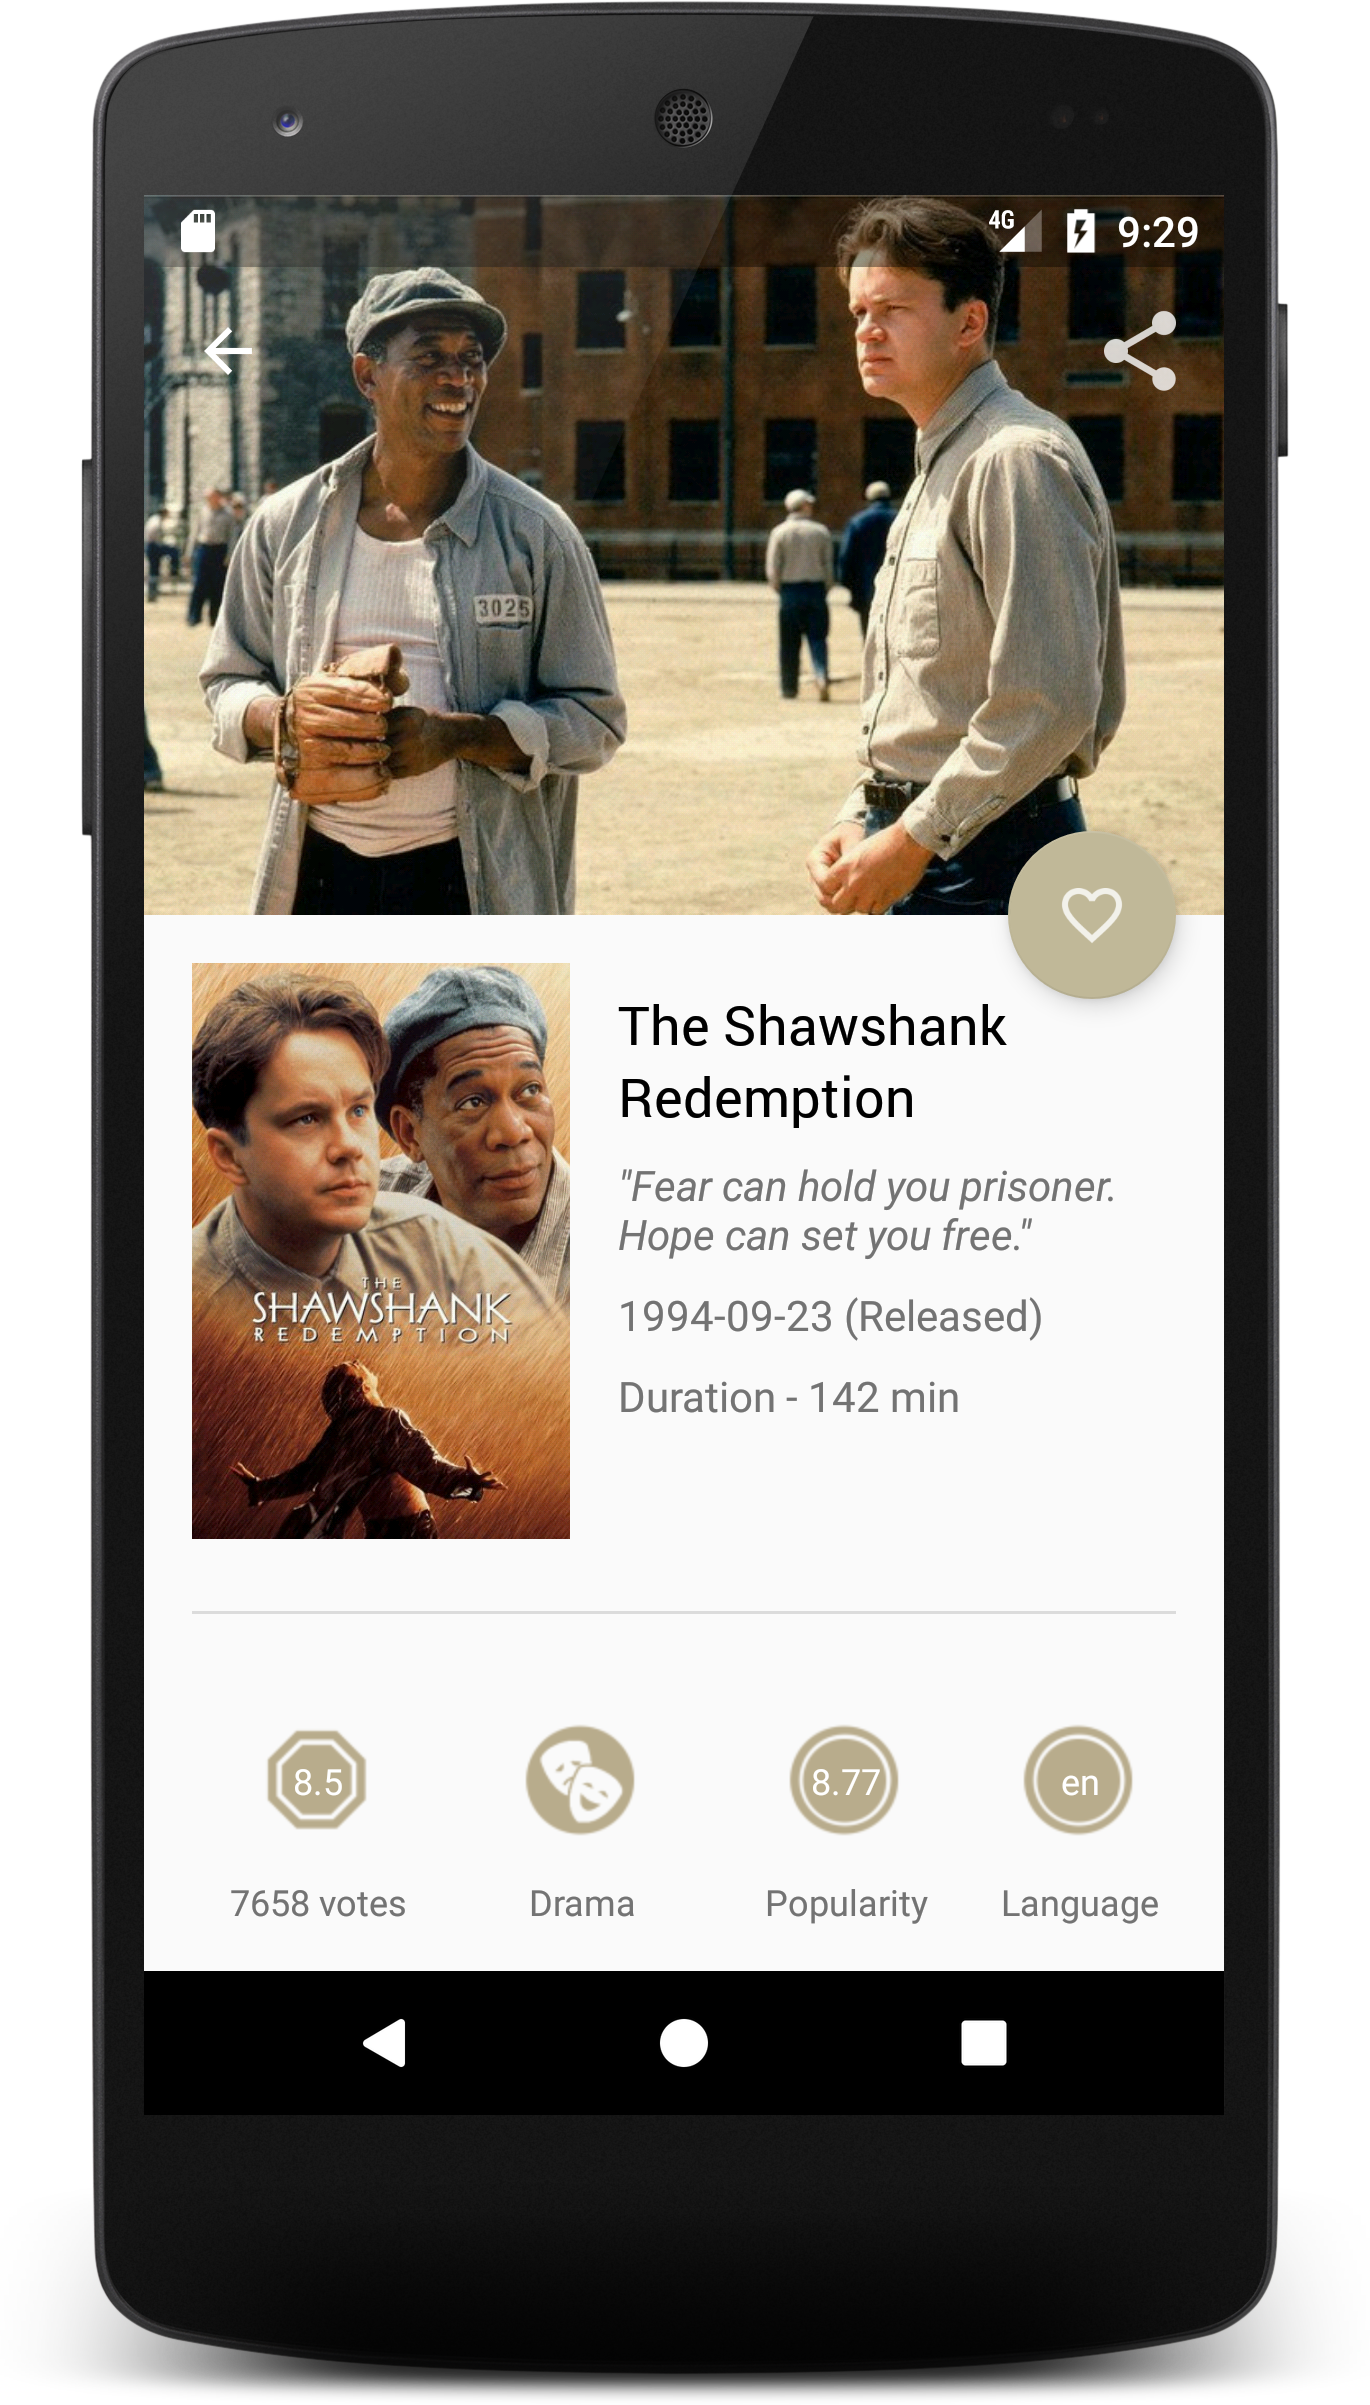 4G 9:29
3025
The Shawshank
Redemption
"Fear can hold you prisoner.
Hope can set you free."
1994-09-23 (Released)
Duration - 142 min
THE
SHAWSHANK
REDEMPTION
8.5
8.77
en
7658 votes
Drama
Popularity
Language